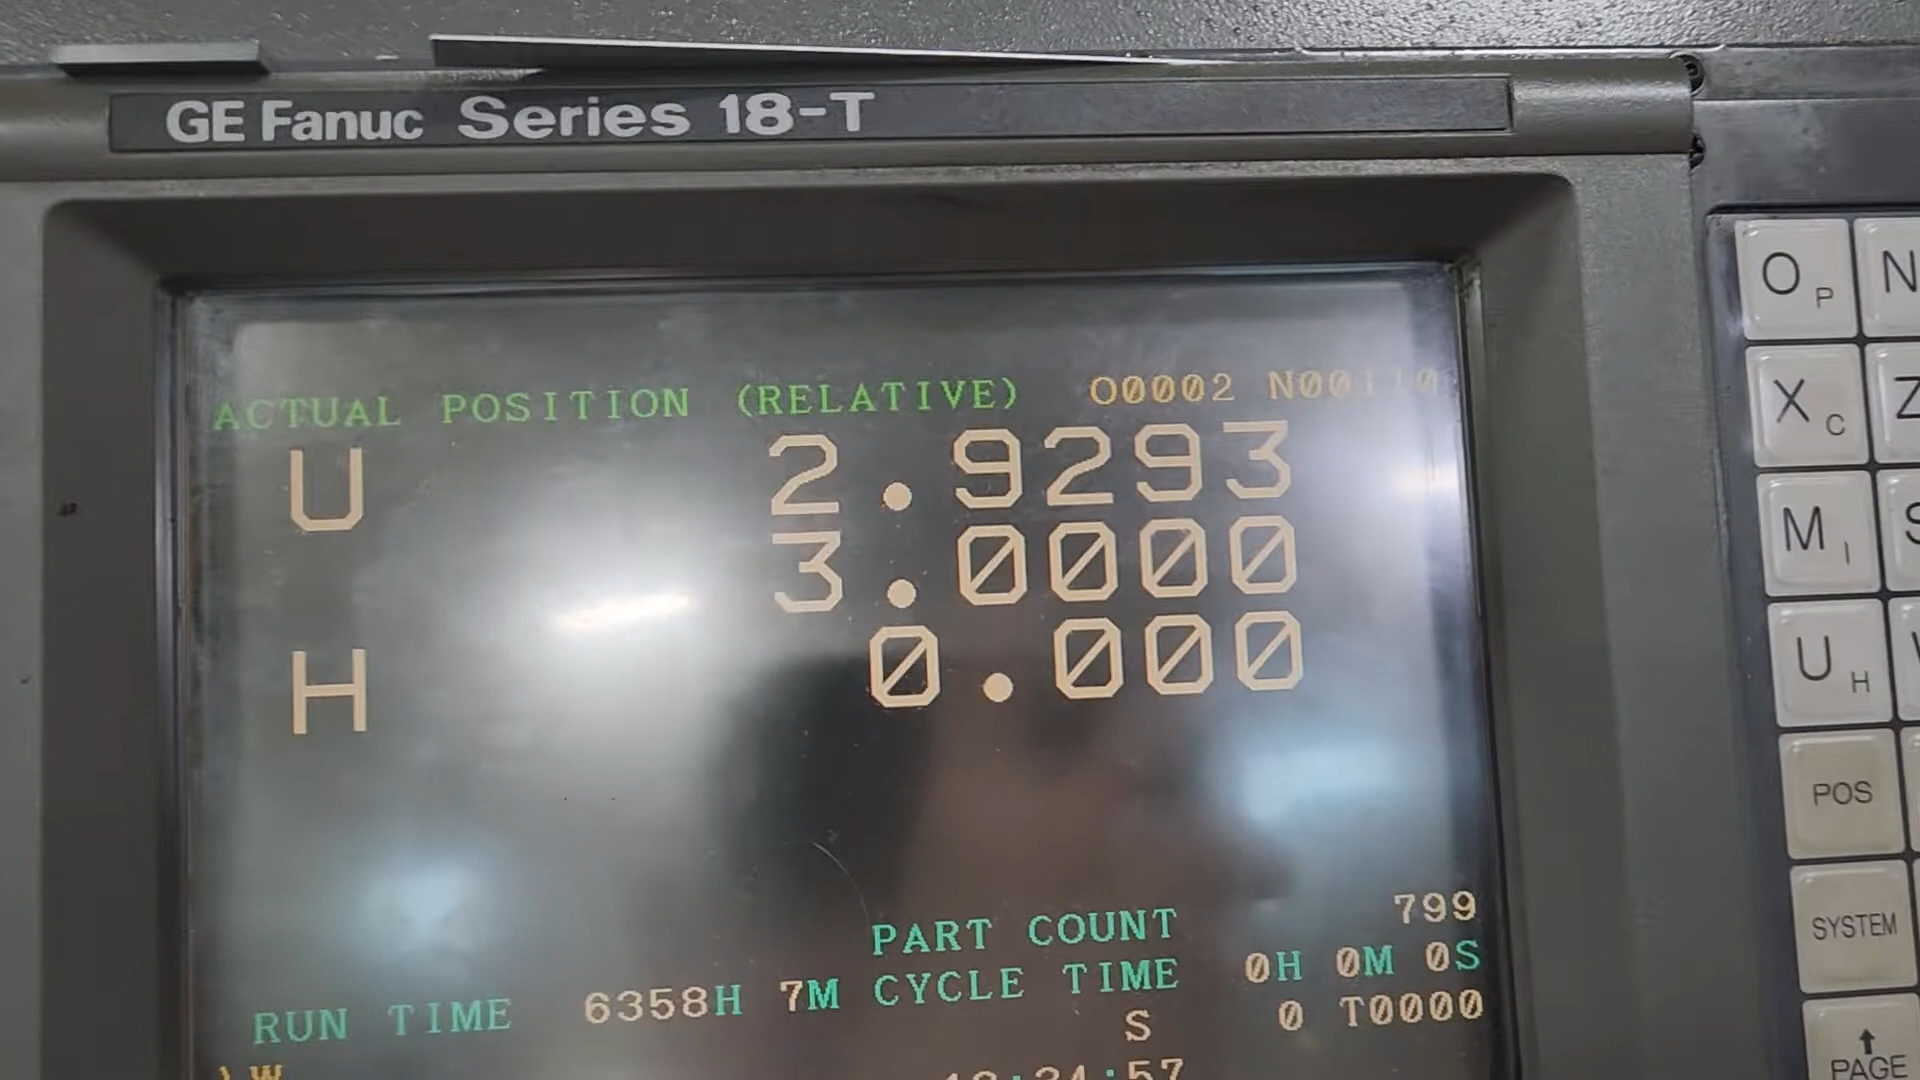 GE Fanuc Series 18-T
ACTUAL POSITION (RELATIVE) O0002 N00110
U 2.9293
3.0000
H 0.000
PART COUNT 799
RUN TIME 6358H 7M CYCLE TIME 0H 0M 0S
S 0 T0000
O P
N
X C
Z
M I
S
U H
POS
SYSTEM
↑
PAGE